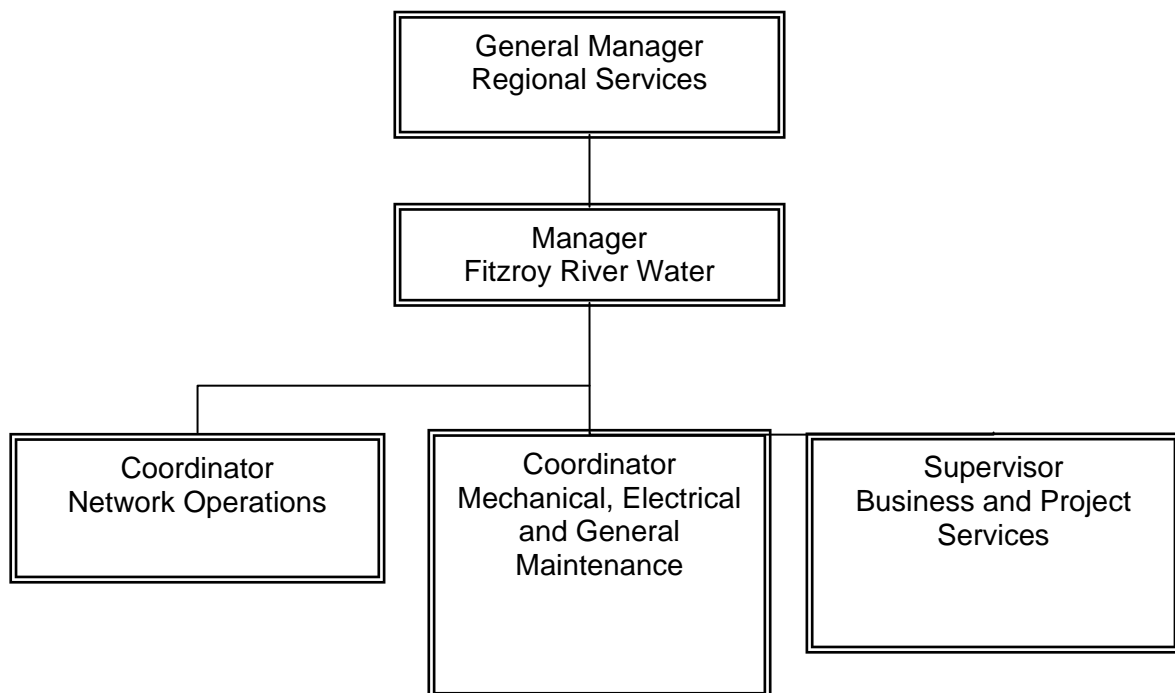 General Manager
Regional Services
Manager
Fitzroy River Water
Coordinator
Network Operations
Coordinator
Mechanical, Electrical
and General
Maintenance
Supervisor
Business and Project
Services